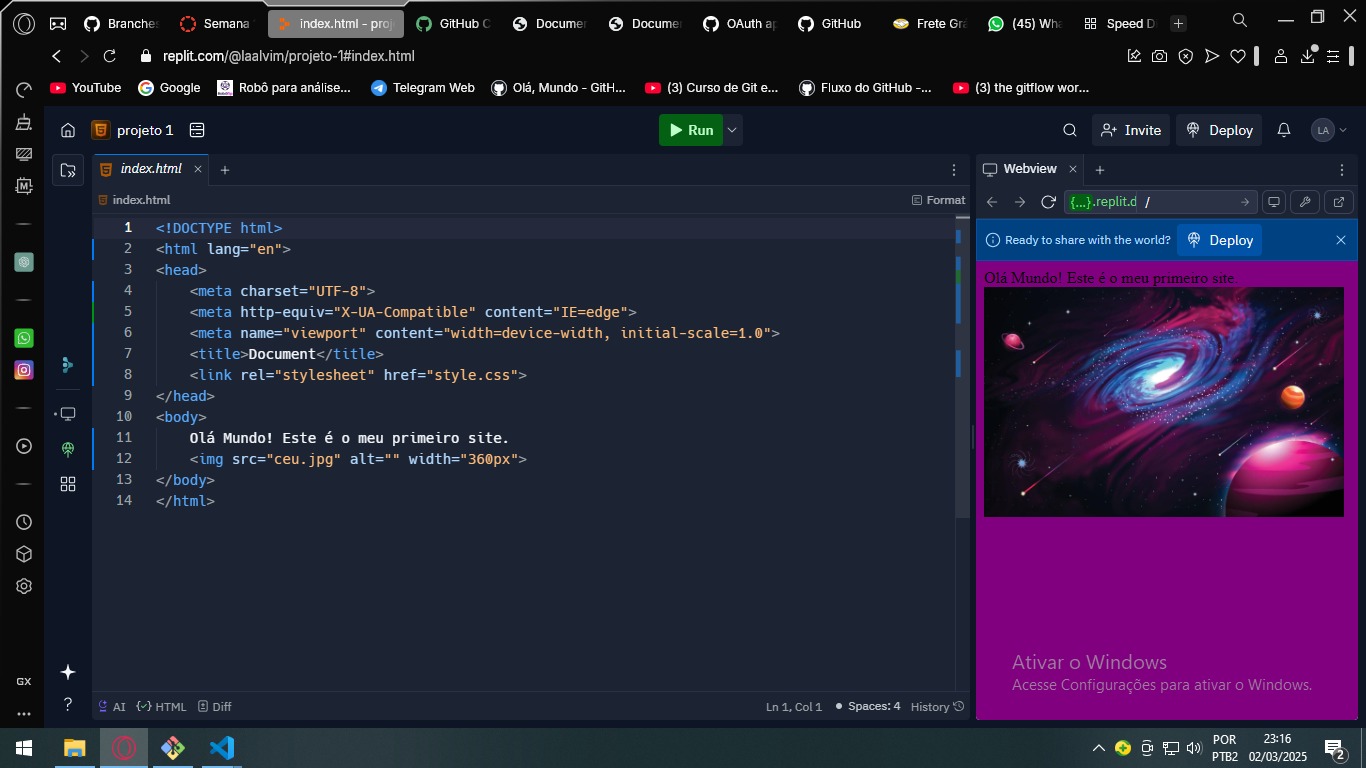 Branche
Semana
index.html - proj
GitHub C
Documen
Documen
OAuth ap
GitHub
Frete Grá
(45) Wha
Speed Di
replit.com/@laalvim/projeto-1#index.html
YouTube
Google
Robô para análise...
Telegram Web
Olá, Mundo - GitH...
(3) Curso de Git e...
Fluxo do GitHub -...
(3) the gitflow wor...
projeto 1
Run
Invite
Deploy
LA
index.html
Webview
index.html
Format
{...}.replit.d /
Ready to share with the world?
Deploy
1 <!DOCTYPE html>
2 <html lang="en">
3 <head>
4 <meta charset="UTF-8">
5 <meta http-equiv="X-UA-Compatible" content="IE=edge">
6 <meta name="viewport" content="width=device-width, initial-scale=1.0">
7 <title>Document</title>
8 <link rel="stylesheet" href="style.css">
9 </head>
10 <body>
11 Olá Mundo! Este é o meu primeiro site.
12 <img src="ceu.jpg" alt="" width="360px">
13 </body>
14 </html>
Olá Mundo! Este é o meu primeiro site.
Ativar o Windows
Acesse Configurações para ativar o Windows.
GX
AI
HTML
Diff
Ln 1, Col 1
Spaces: 4
History
POR
PTB2
23:16
02/03/2025
2